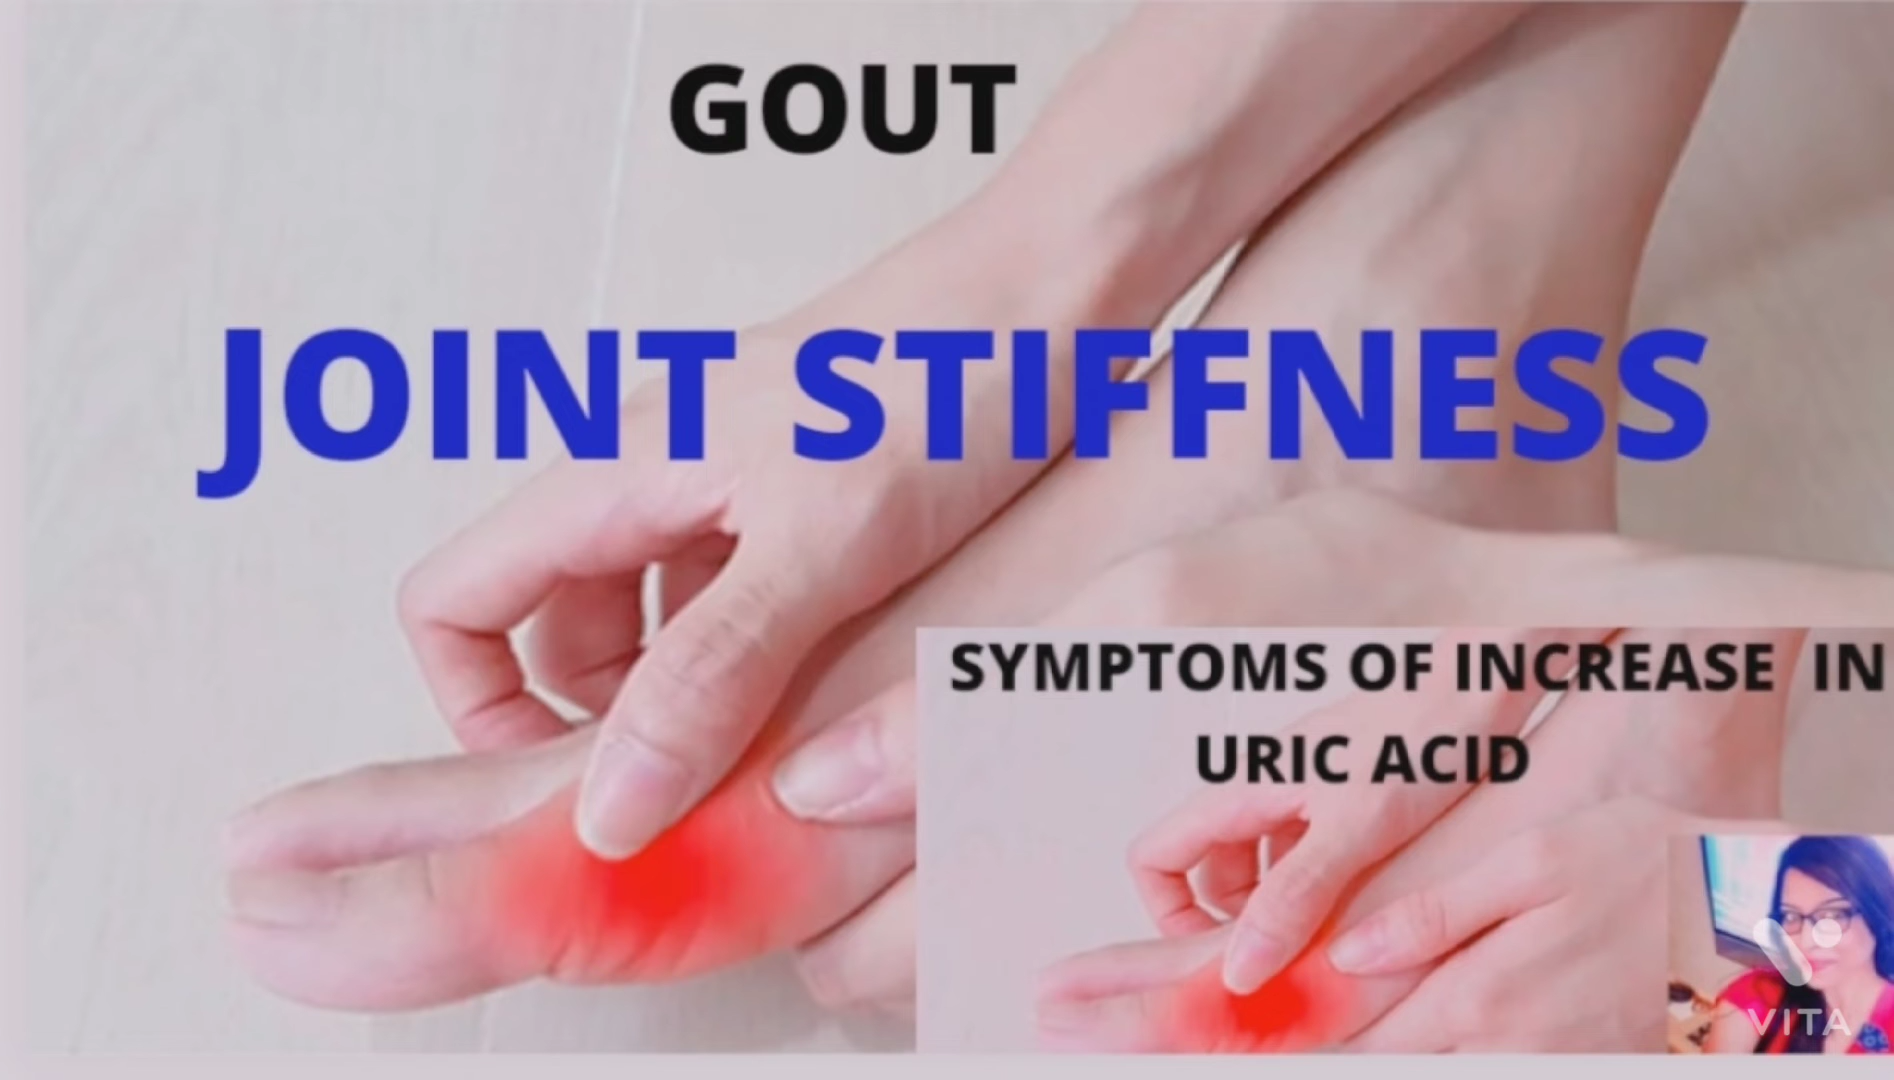 GOUT
JOINT STIFFNESS
SYMPTOMS OF INCREASE IN
URIC ACID
VITA